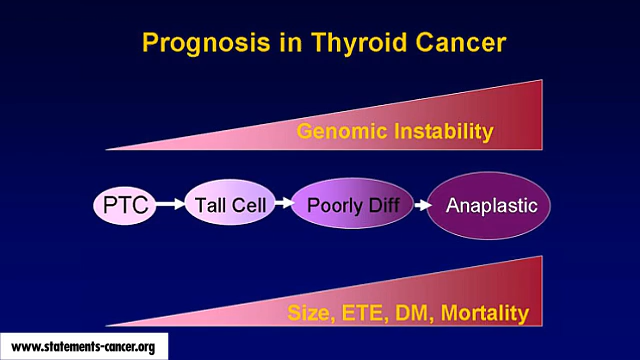 Prognosis in Thyroid Cancer
Genomic Instability
PTC
Tall Cell
Poorly Diff
Anaplastic
Size, ETE, DM, Mortality
www.statements-cancer.org